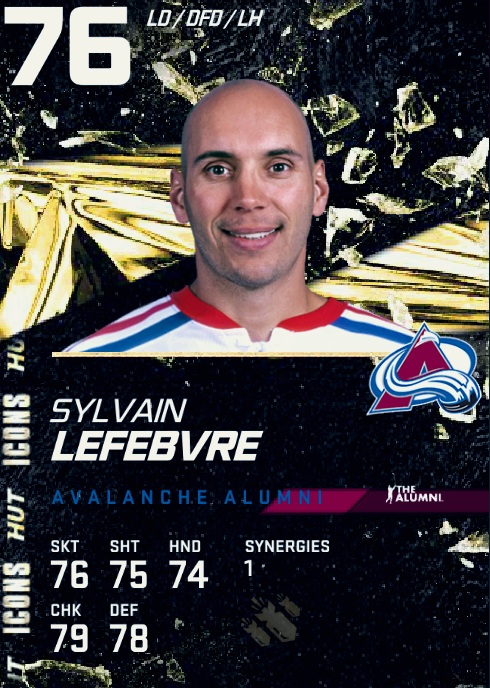 76
LD / DFD / LH
SYLVAIN
LEFEBVRE
AVALANCHE ALUMNI
THE
ALUMNI
SKT SHT HND SYNERGIES
76 75 74 1
CHK DEF
79 78
HUT
ICONS
HUT
ICONS